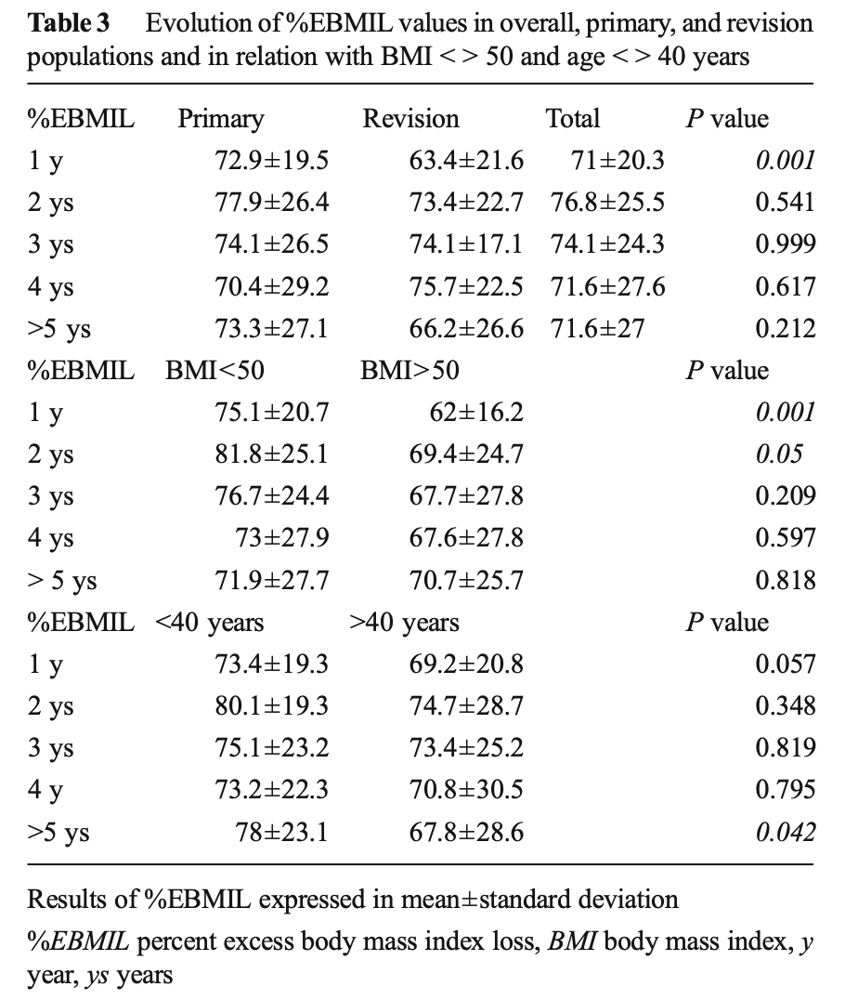 Table 3 Evolution of %EBMIL values in overall, primary, and revision
populations and in relation with BMI < > 50 and age < > 40 years
%EBMIL Primary Revision Total P value
1 y 72.9±19.5 63.4±21.6 71±20.3 0.001
2 ys 77.9±26.4 73.4±22.7 76.8±25.5 0.541
3 ys 74.1±26.5 74.1±17.1 74.1±24.3 0.999
4 ys 70.4±29.2 75.7±22.5 71.6±27.6 0.617
>5 ys 73.3±27.1 66.2±26.6 71.6±27 0.212
%EBMIL BMI<50 BMI>50 P value
1 y 75.1±20.7 62±16.2 0.001
2 ys 81.8±25.1 69.4±24.7 0.05
3 ys 76.7±24.4 67.7±27.8 0.209
4 ys 73±27.9 67.6±27.8 0.597
> 5 ys 71.9±27.7 70.7±25.7 0.818
%EBMIL <40 years >40 years P value
1 y 73.4±19.3 69.2±20.8 0.057
2 ys 80.1±19.3 74.7±28.7 0.348
3 ys 75.1±23.2 73.4±25.2 0.819
4 y 73.2±22.3 70.8±30.5 0.795
>5 ys 78±23.1 67.8±28.6 0.042
Results of %EBMIL expressed in mean±standard deviation
%EBMIL percent excess body mass index loss, BMI body mass index, y
year, ys years